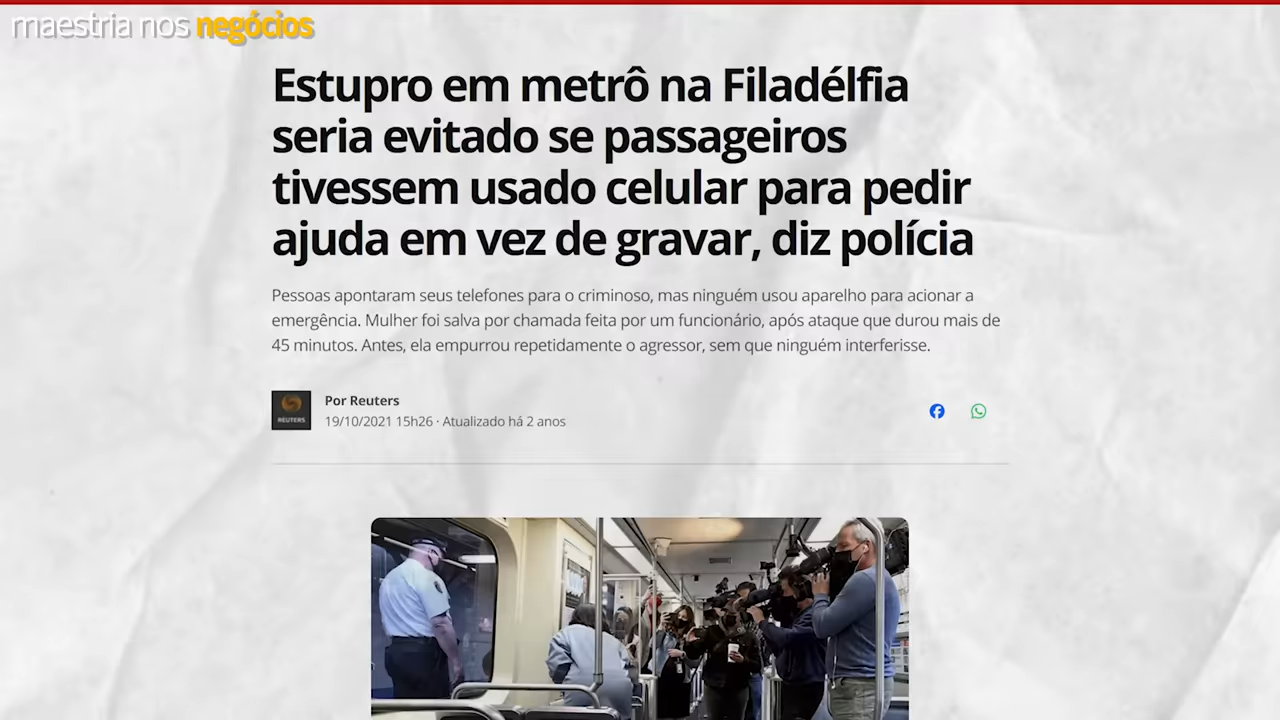 maestria nos negócios
Estupro em metrô na Filadélfia
seria evitado se passageiros
tivessem usado celular para pedir
ajuda em vez de gravar, diz polícia
Pessoas apontaram seus telefones para o criminoso, mas ninguém usou aparelho para acionar a
emergência. Mulher foi salva por chamada feita por um funcionário, após ataque que durou mais de
45 minutos. Antes, ela empurrou repetidamente o agressor, sem que ninguém interferisse.
REUTERS
Por Reuters
19/10/2021 15h26 · Atualizado há 2 anos